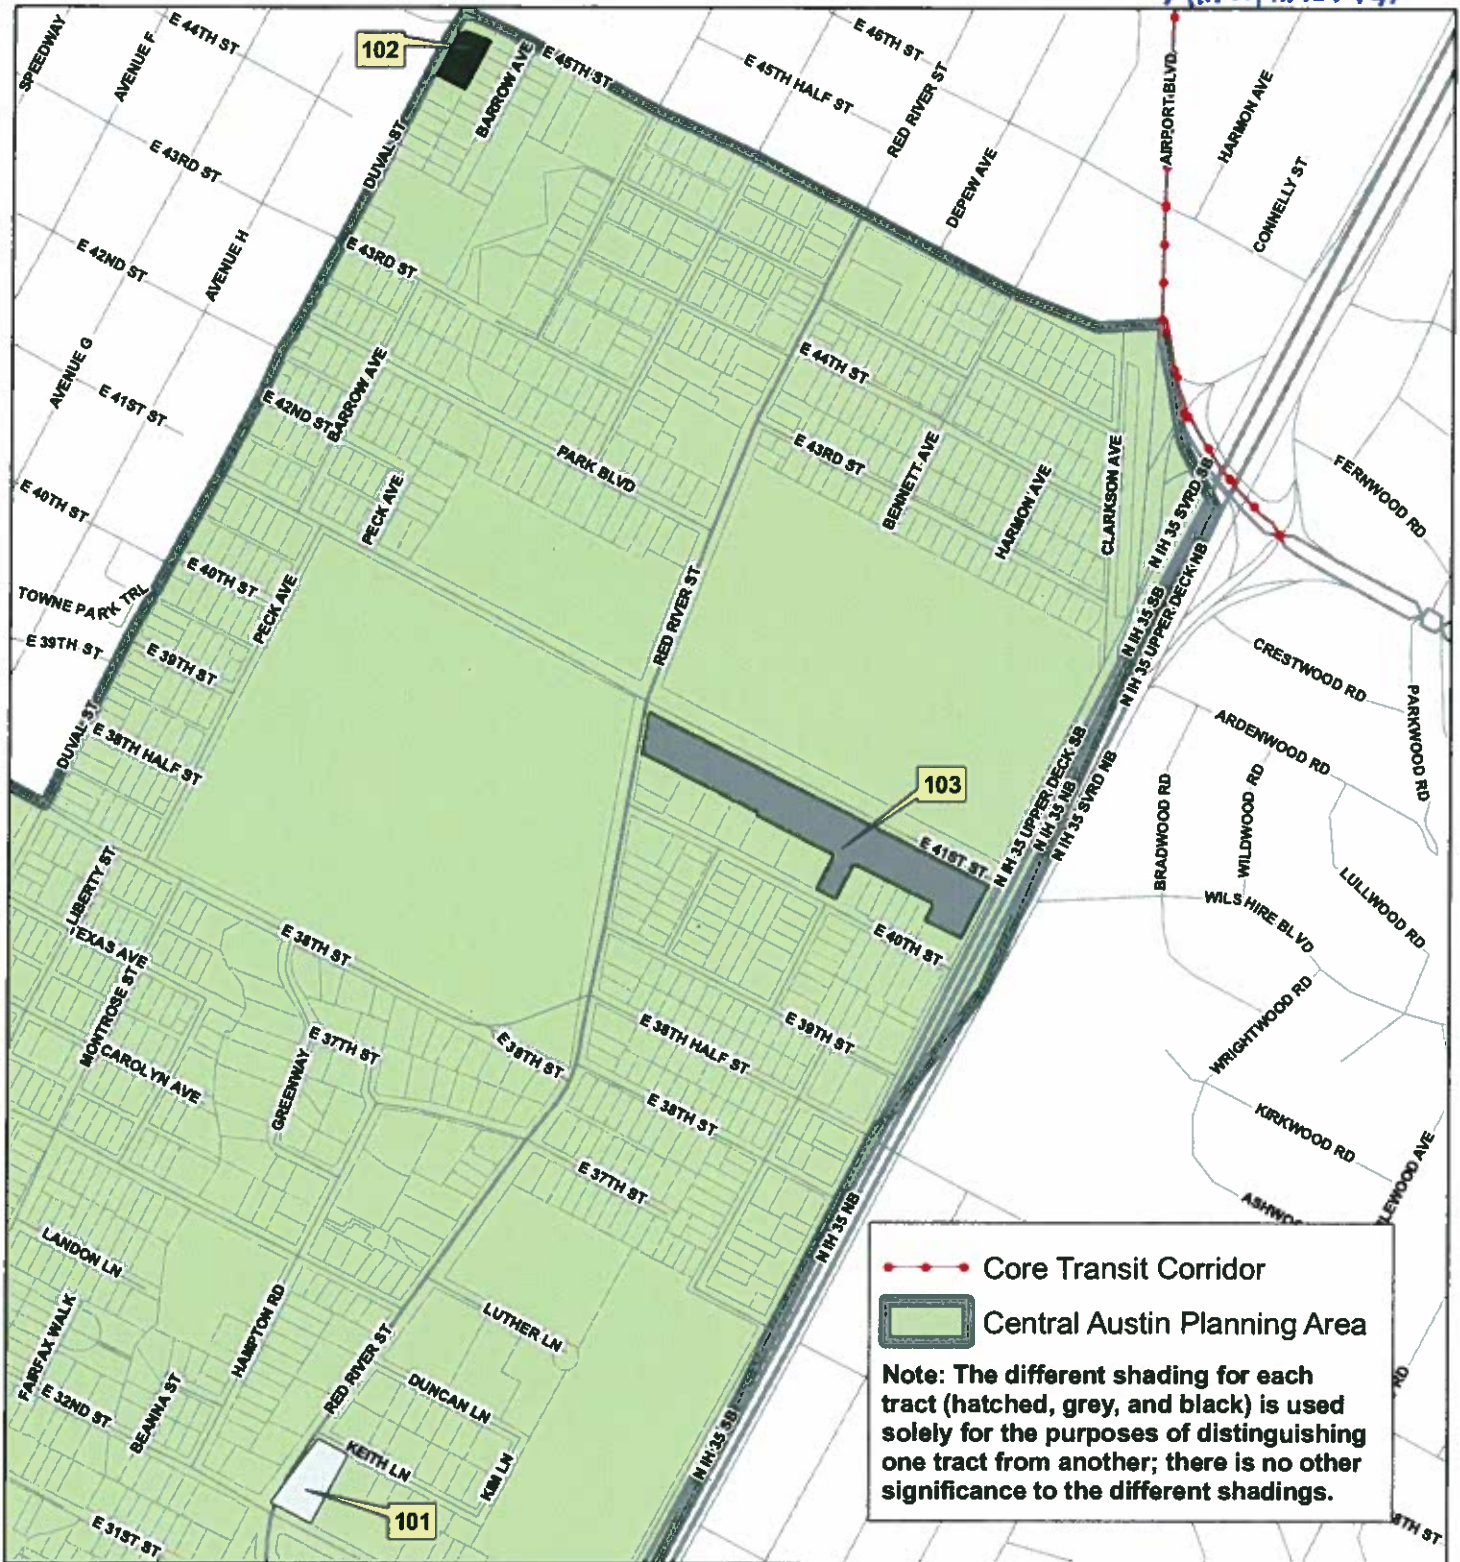 SPEEDWAY
E 44TH ST
AVENUE F
102
BARROW AVE
E 45TH ST
E 46TH ST
E 45TH HALF ST
RED RIVER ST
AIRPORT BLVD
HARMON AVE
DEPEW AVE
CONNELLY ST
E 43RD ST
DUVAL ST
E 42ND ST
AVENUE H
E 43RD ST
AVENUE G
E 41ST ST
BARROW AVE
E 42ND ST
E 44TH ST
PARK BLVD
E 43RD ST
BENNETT AVE
HARMON AVE
CLARKSON AVE
N IH 35 SVRD SB
FERNWOOD RD
E 40TH ST
PECK AVE
E 40TH ST
TOWNE PARK TRL
PECK AVE
E 39TH ST
E 39TH ST
RED RIVER ST
N IH 35 SB
N IH 35 UPPER DECK NB
CRESTWOOD RD
PARKWOOD RD
ARDENWOOD RD
DUVAL ST
E 38TH HALF ST
103
E 41ST ST
N IH 35 UPPER DECK SB
N IH 35 NB
N IH 35 SVRD NB
BRADWOOD RD
WILDWOOD RD
LULLWOOD RD
WILSHIRE BLVD
LIBERTY ST
TEXAS AVE
E 38TH ST
E 40TH ST
MONTROSE ST
WRIGHTWOOD RD
E 37TH ST
E 38TH ST
E 38TH HALF ST
E 39TH ST
CAROLYN AVE
GREENWAY
E 38TH ST
KIRKWOOD RD
E 37TH ST
ASHWO
LEWOOD AVE
N IH 35 NB
LANDON LN
HAMPTON RD
LUTHER LN
FAIRFAX WALK
RED RIVER ST
DUNCAN LN
E 32ND ST
BEANNA ST
KEITH LN
KIM LN
N IH 35 SB
101
E 31ST ST
Core Transit Corridor
Central Austin Planning Area
Note: The different shading for each
tract (hatched, grey, and black) is used
solely for the purposes of distinguishing
one tract from another; there is no other
significance to the different shadings.
RD
8TH ST